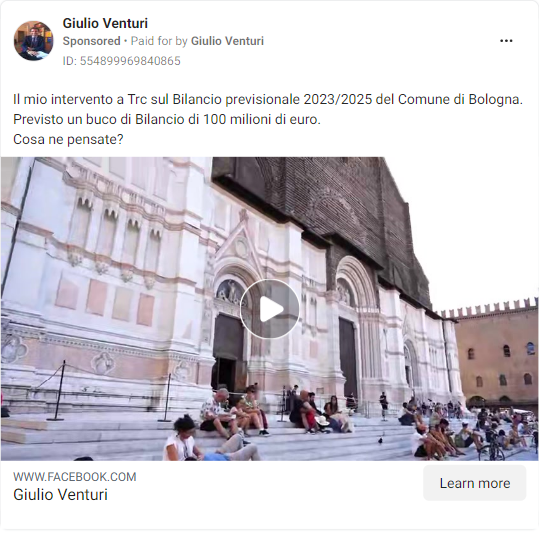 Giulio Venturi
Sponsored • Paid for by Giulio Venturi
ID: 554899969840865
Il mio intervento a Trc sul Bilancio previsionale 2023/2025 del Comune di Bologna.
Previsto un buco di Bilancio di 100 milioni di euro.
Cosa ne pensate?
WWW.FACEBOOK.COM
Giulio Venturi
Learn more